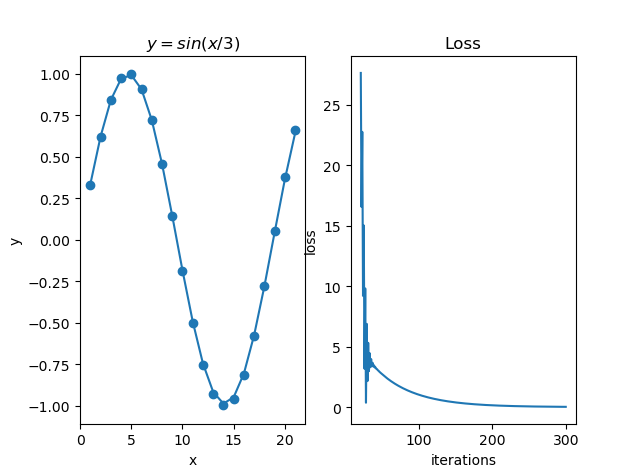 y = sin(x/3)
1.00
0.75
0.50
0.25
0.00
−0.25
−0.50
−0.75
−1.00
y
0 5 10 15 20
x
Loss
25
20
15
10
5
0
loss
100 200 300
iterations